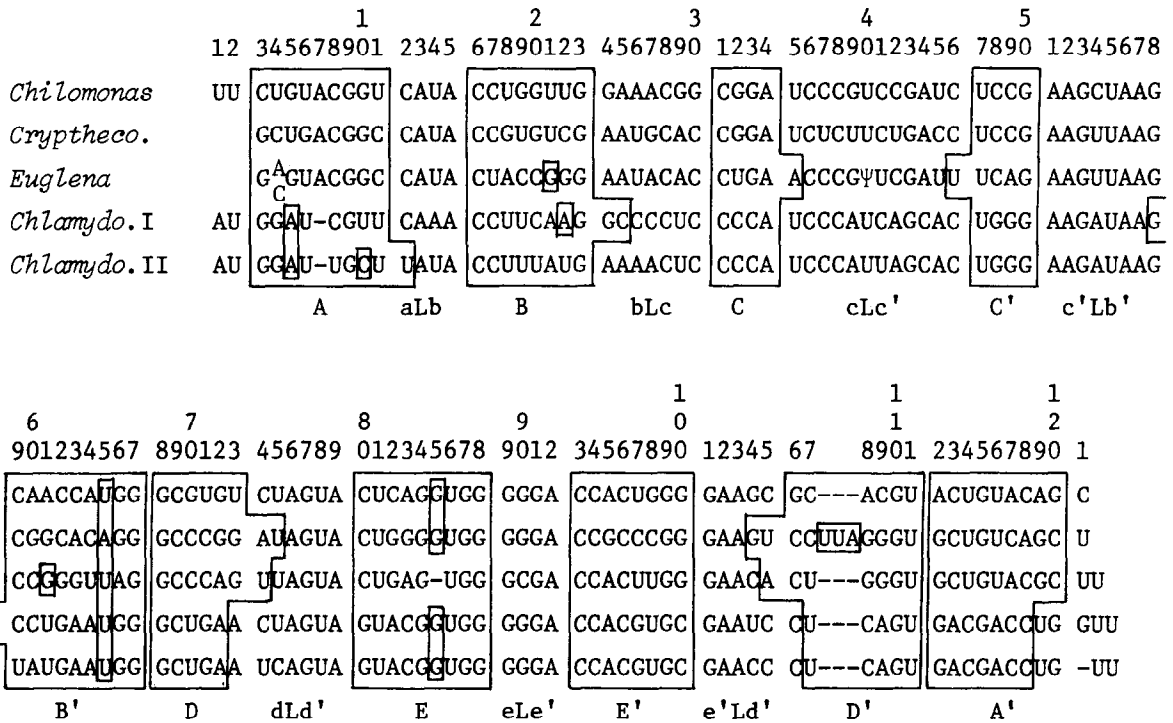 1 2 3 4 5
12 345678901 2345 67890123 4567890 1234 567890123456 7890 12345678
Chilomonas UU CUGUACGGU CAUA CCUGGUUG GAAACGG CGGA UCCCGUCCGAUC UCCG AAGCUAAG
Cryptheco. GCUGACGGC CAUA CCGUGUCG AAUGCAC CGGA UCUCUUCUGACC UCCG AAGUUAAG
Euglena G A C GUACGGC CAUA CUACCGGG AAUACAC CUGA ACCCGΨUCGAUU UCAG AAGUUAAG
Chlamydo.I AU GGAU-CGUU CAAA CCUUCAAG GCCCCUC CCCA UCCCAUCAGCAC UGGG AAGAUAAG
Chlamydo.II AU GGAU-UGCU UAUA CCUUUAUG AAAACUC CCCA UCCCAUUAGCAC UGGG AAGAUAAG
A aLb B bLc C cLc' C' c'Lb'
1 1 1
6 7 8 9 0 1 2
901234567 890123 456789 012345678 9012 34567890 12345 67 8901 234567890 1
CAACCAUGG GCGUGU CUAGUA CUCAGGUGG GGGA CCACUGGG GAAGC GC---ACGU ACUGUACAG C
CGGCACAGG GCCCGG AUAGUA CUGGGGUGG GGGA CCGCCCGG GAAGU CCUUAGGGU GCUGUCAGC U
CCGGGUUAG GCCCAG UUAGUA CUGAG-UGG GCGA CCACUUGG GAACA CU---GGGU GCUGUACGC UU
CCUGAAUGG GCUGAA CUAGUA GUACGGUGG GGGA CCACGUGC GAAUC CU---CAGU GACGACCUG GUU
UAUGAAUGG GCUGAA UCAGUA GUACGGUGG GGGA CCACGUGC GAACC CU---CAGU GACGACCUG -UU
B' D dLd' E eLe' E' e'Ld' D' A'